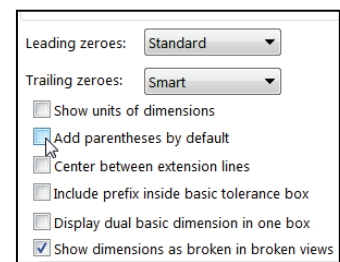 Leading zeroes: Standard
Trailing zeroes: Smart
Show units of dimensions
Add parentheses by default
Center between extension lines
Include prefix inside basic tolerance box
Display dual basic dimension in one box
Show dimensions as broken in broken views